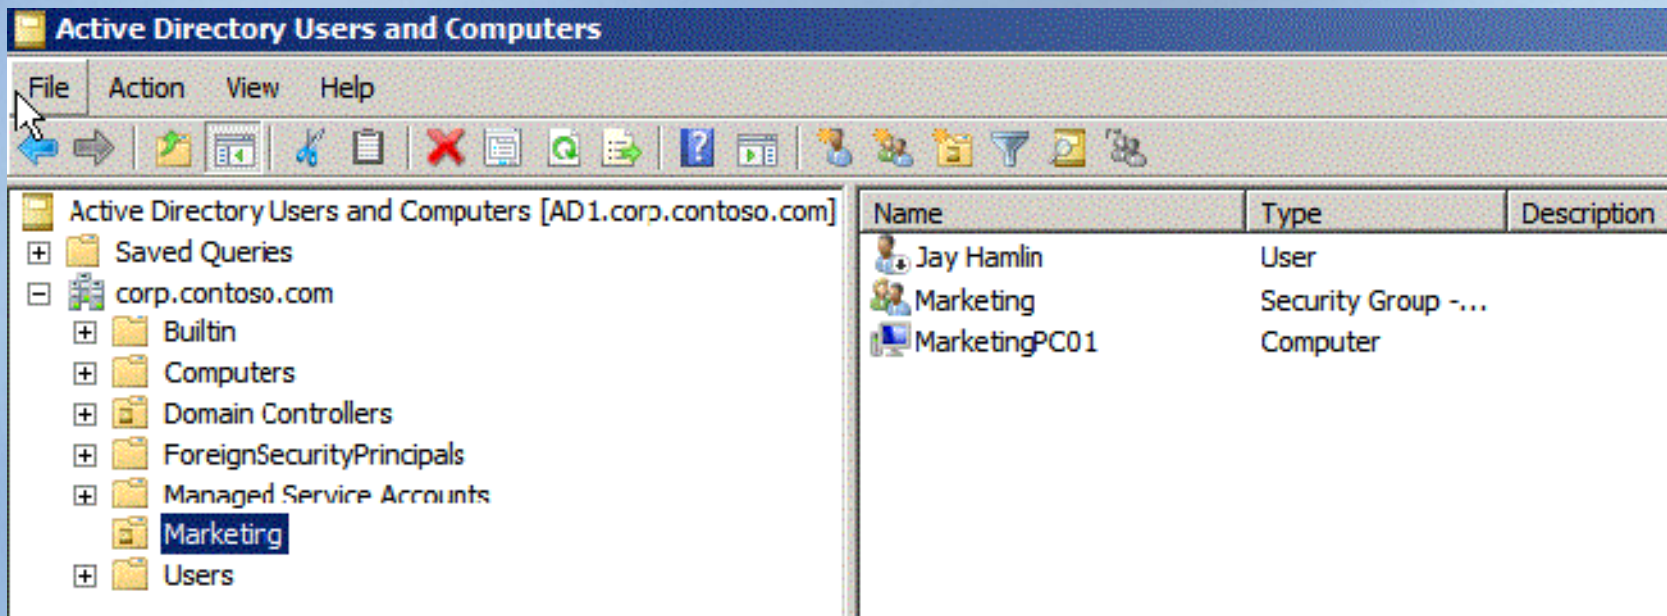 Active Directory Users and Computers
File Action View Help
Active Directory Users and Computers [AD1.corp.contoso.com]
Saved Queries
corp.contoso.com
Builtin
Computers
Domain Controllers
ForeignSecurityPrincipals
Managed Service Accounts
Marketing
Users
Name Type Description
Jay Hamlin User
Marketing Security Group -...
MarketingPC01 Computer